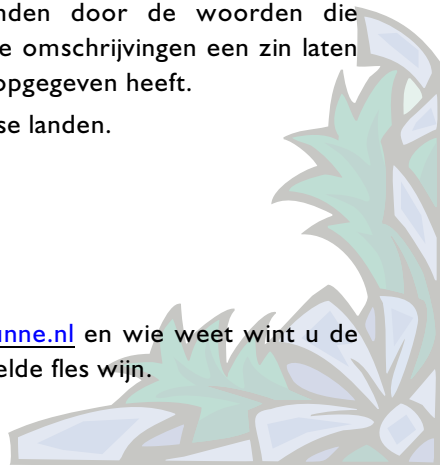 nden door de woorden die
e omschrijvingen een zin laten
opgegeven heeft.
se landen.
unne.nl en wie weet wint u de
elde fles wijn.